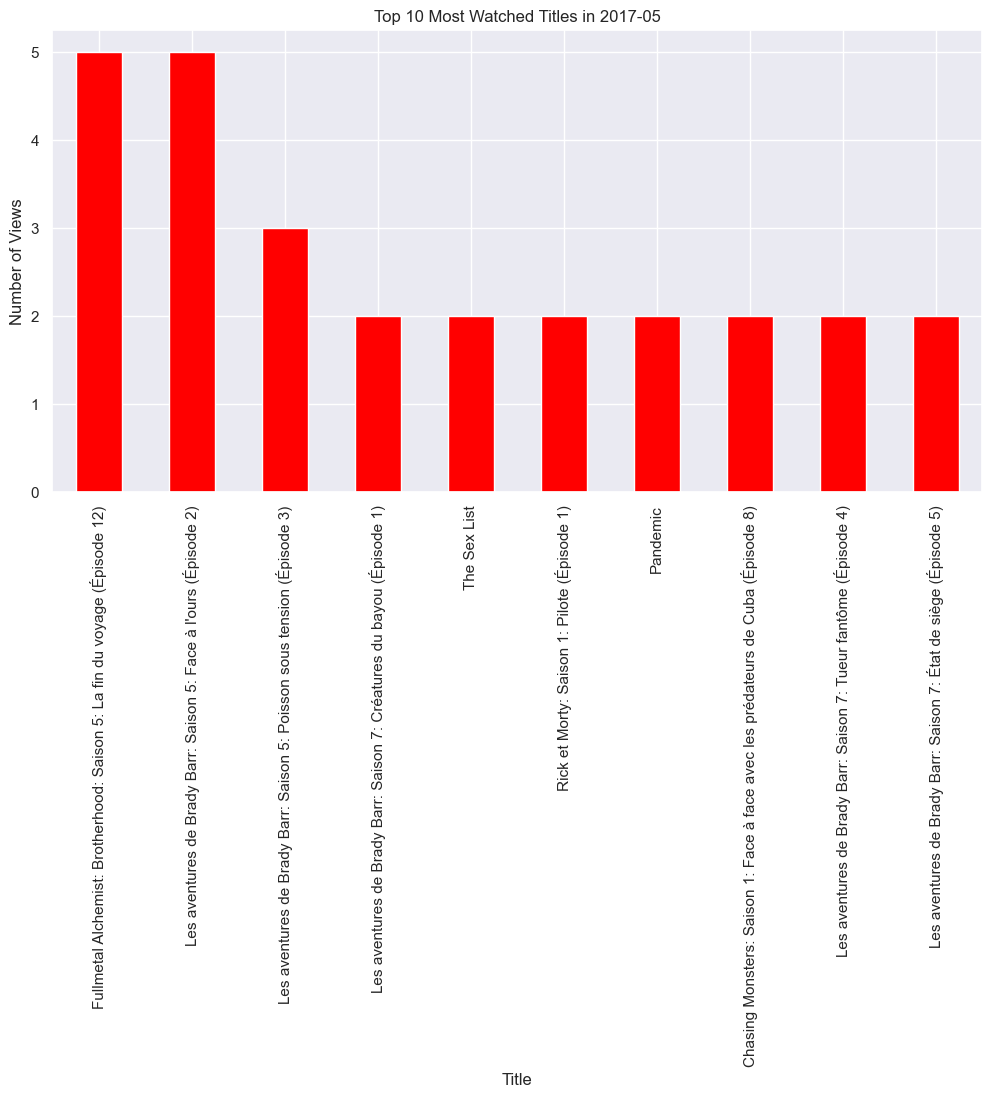 Top 10 Most Watched Titles in 2017-05
Number of Views
5
4
3
2
1
0
Fullmetal Alchemist: Brotherhood: Saison 5: La fin du voyage (Épisode 12)
Les aventures de Brady Barr: Saison 5: Face à l'ours (Épisode 2)
Les aventures de Brady Barr: Saison 5: Poisson sous tension (Épisode 3)
Les aventures de Brady Barr: Saison 7: Créatures du bayou (Épisode 1)
The Sex List
Rick et Morty: Saison 1: Pilote (Épisode 1)
Pandemic
Chasing Monsters: Saison 1: Face à face avec les prédateurs de Cuba (Épisode 8)
Les aventures de Brady Barr: Saison 7: Tueur fantôme (Épisode 4)
Les aventures de Brady Barr: Saison 7: État de siège (Épisode 5)
Title